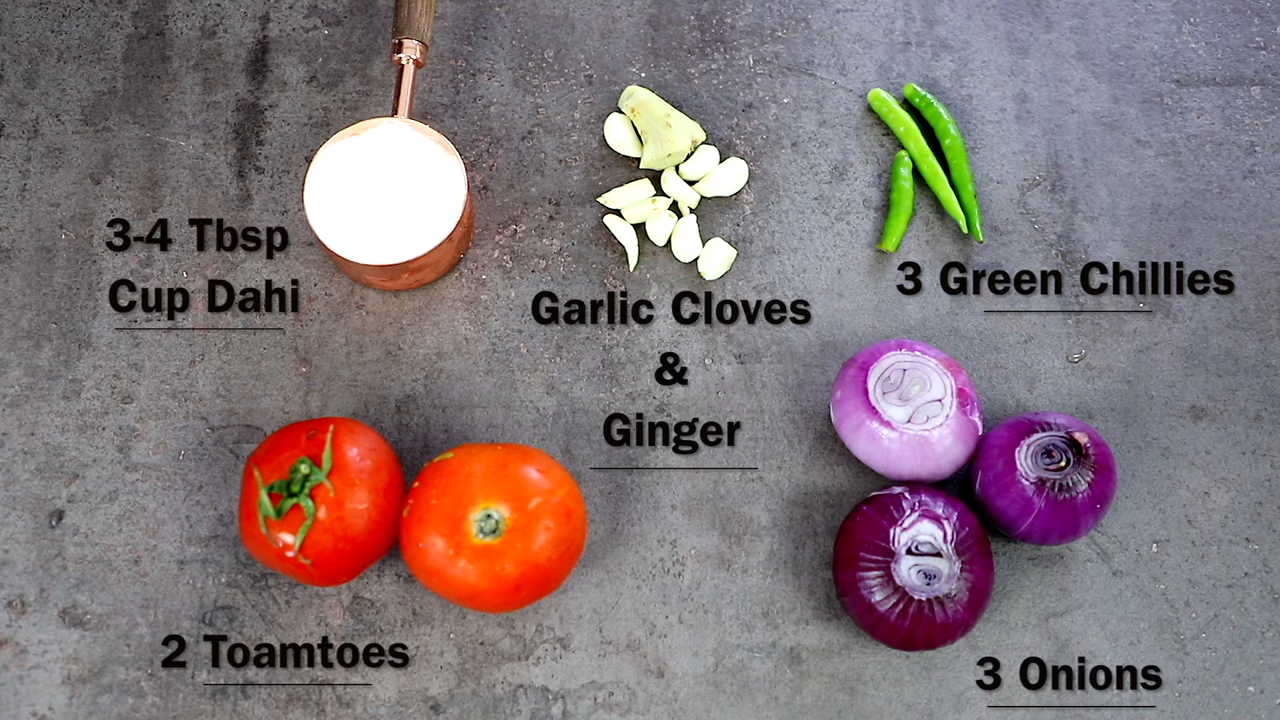 3-4 Tbsp
Cup Dahi
Garlic Cloves
&
Ginger
3 Green Chillies
2 Toamtoes
3 Onions